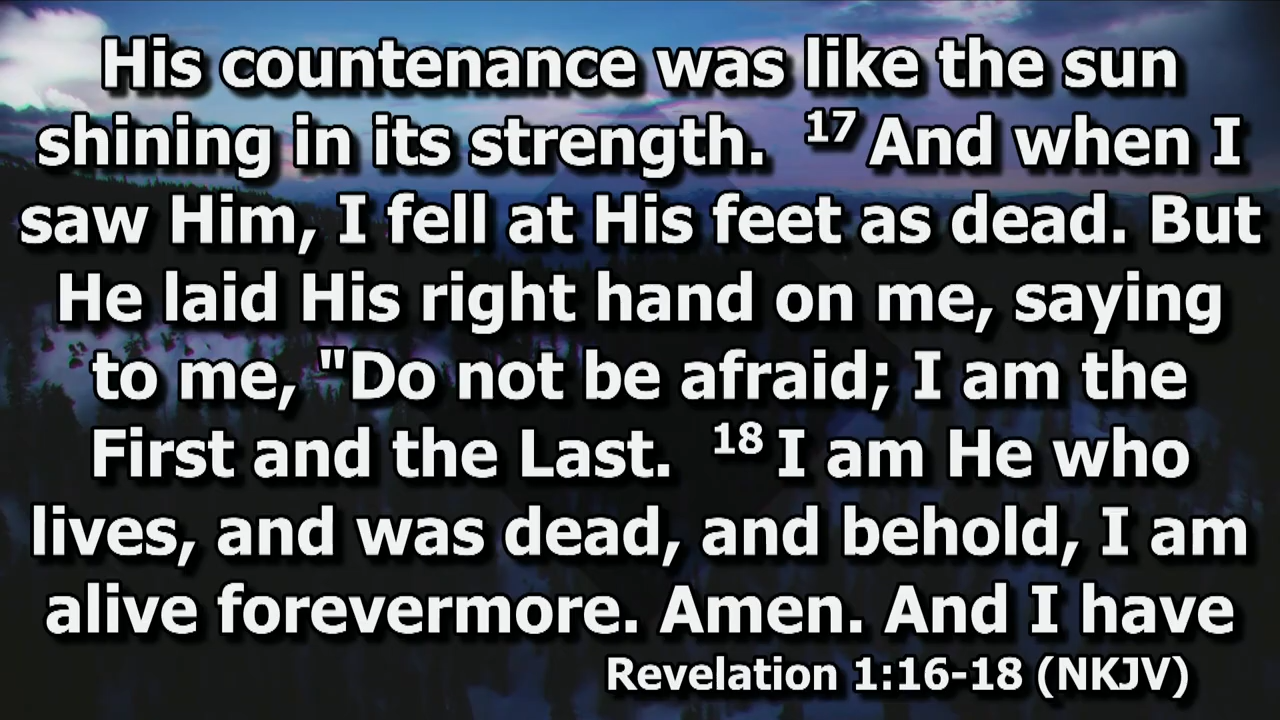 His countenance was like the sun
shining in its strength. 17 And when I
saw Him, I fell at His feet as dead. But
He laid His right hand on me, saying
to me, "Do not be afraid; I am the
First and the Last. 18 I am He who
lives, and was dead, and behold, I am
alive forevermore. Amen. And I have
Revelation 1:16-18 (NKJV)